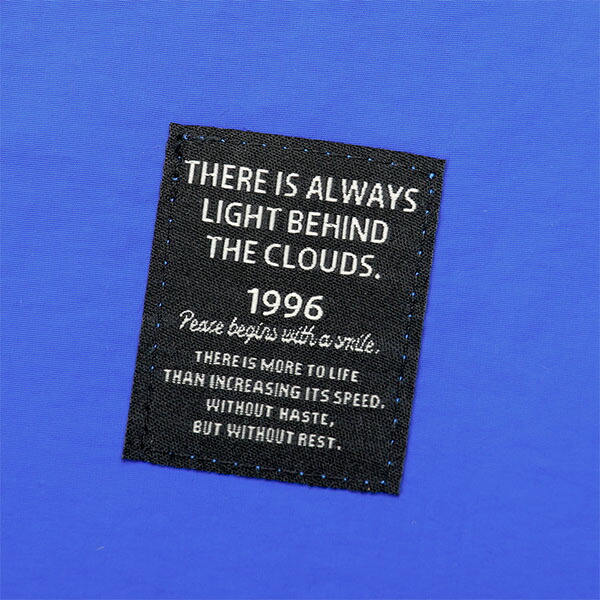 THERE IS ALWAYS
LIGHT BEHIND
THE CLOUDS.
1996
Peace begins with a smile.
THERE IS MORE TO LIFE
THAN INCREASING ITS SPEED.
WITHOUT HASTE,
BUT WITHOUT REST.